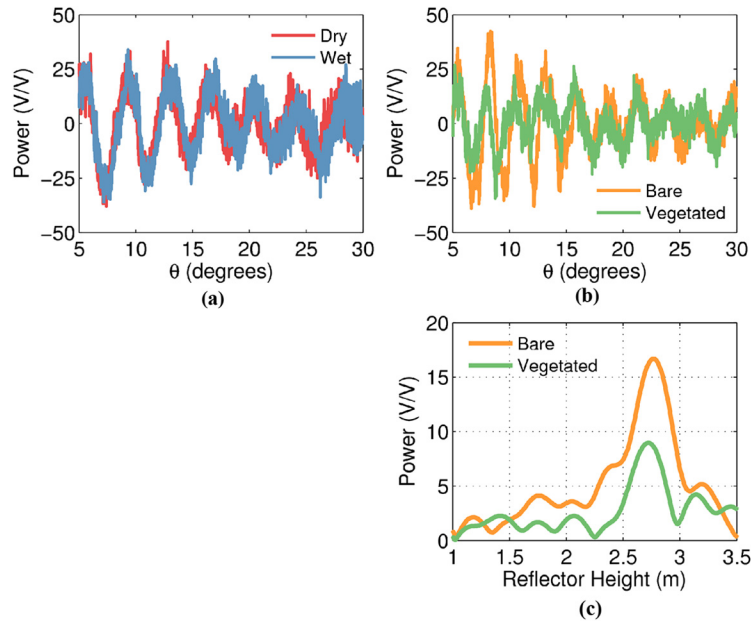 50
25
0
−25
−50
Power (V/V)
Dry
Wet
5 10 15 20 25 30
θ (degrees)
(a)
50
25
0
−25
−50
Power (V/V)
Bare
Vegetated
5 10 15 20 25 30
θ (degrees)
(b)
20
15
10
5
0
Power (V/V)
Bare
Vegetated
1 1.5 2 2.5 3 3.5
Reflector Height (m)
(c)